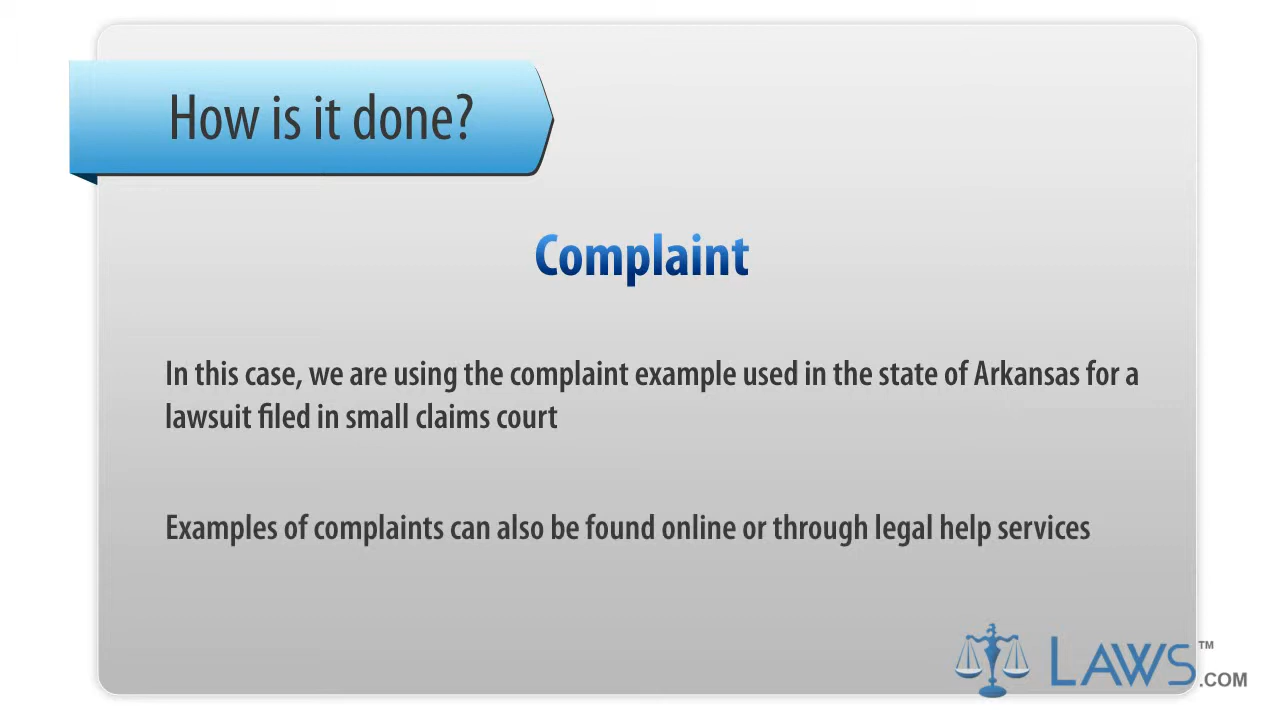 How is it done?
Complaint
In this case, we are using the complaint example used in the state of Arkansas for a
lawsuit filed in small claims court
Examples of complaints can also be found online or through legal help services
LAWS™
.COM